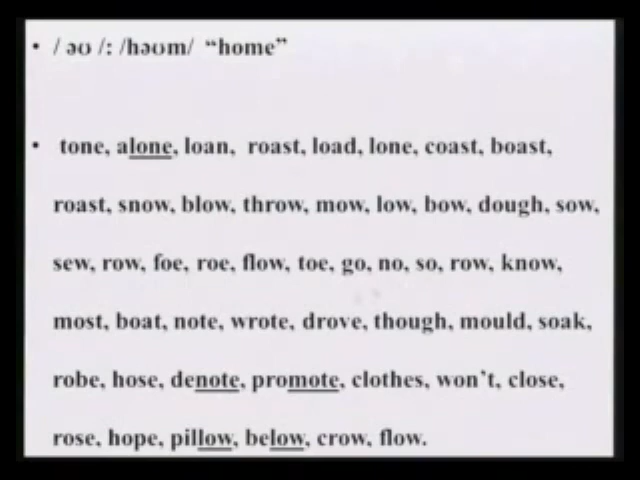 • / əʊ /: /həʊm/ “home”
• tone, alone, loan, roast, load, lone, coast, boast,
roast, snow, blow, throw, mow, low, bow, dough, sow,
sew, row, foe, roe, flow, toe, go, no, so, row, know,
most, boat, note, wrote, drove, though, mould, soak,
robe, hose, denote, promote, clothes, won’t, close,
rose, hope, pillow, below, crow, flow.